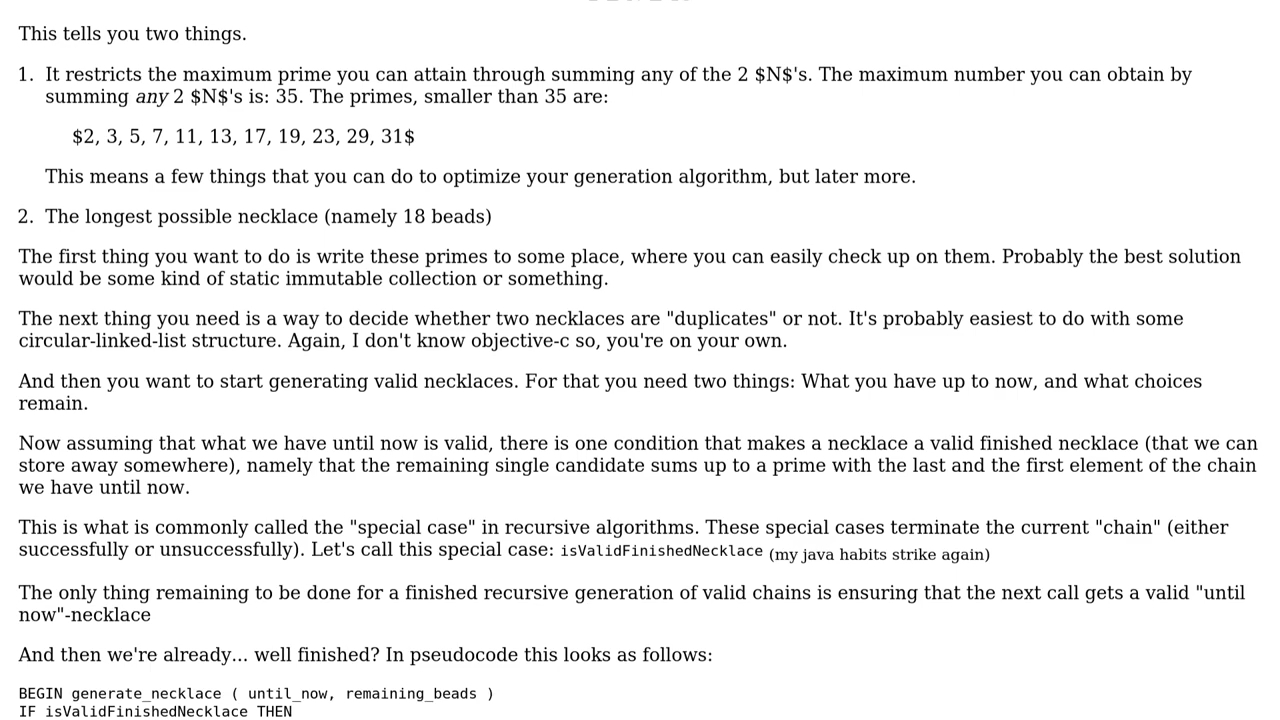 This tells you two things.
1. It restricts the maximum prime you can attain through summing any of the 2 $N$'s. The maximum number you can obtain by
summing any 2 $N$'s is: 35. The primes, smaller than 35 are:
$2, 3, 5, 7, 11, 13, 17, 19, 23, 29, 31$
This means a few things that you can do to optimize your generation algorithm, but later more.
2. The longest possible necklace (namely 18 beads)
The first thing you want to do is write these primes to some place, where you can easily check up on them. Probably the best solution
would be some kind of static immutable collection or something.
The next thing you need is a way to decide whether two necklaces are "duplicates" or not. It's probably easiest to do with some
circular-linked-list structure. Again, I don't know objective-c so, you're on your own.
And then you want to start generating valid necklaces. For that you need two things: What you have up to now, and what choices
remain.
Now assuming that what we have until now is valid, there is one condition that makes a necklace a valid finished necklace (that we can
store away somewhere), namely that the remaining single candidate sums up to a prime with the last and the first element of the chain
we have until now.
This is what is commonly called the "special case" in recursive algorithms. These special cases terminate the current "chain" (either
successfully or unsuccessfully). Let's call this special case: isValidFinishedNecklace (my java habits strike again)
The only thing remaining to be done for a finished recursive generation of valid chains is ensuring that the next call gets a valid "until
now"-necklace
And then we're already... well finished? In pseudocode this looks as follows:
BEGIN generate_necklace ( until_now, remaining_beads )
IF isValidFinishedNecklace THEN